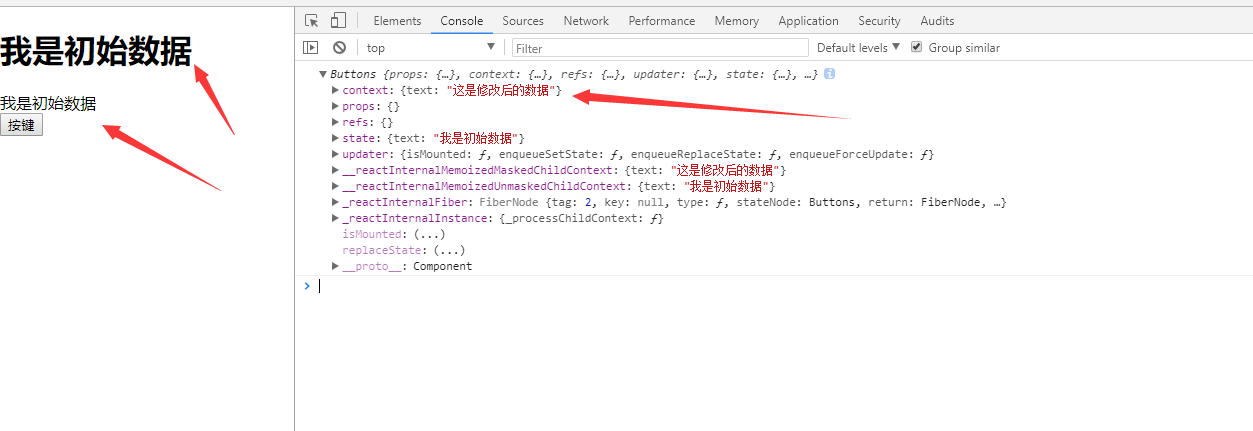 我是初始数据
我是初始数据
按键
Elements Console Sources Network Performance Memory Application Security Audits
top Filter Default levels Group similar
Buttons {props: {…}, context: {…}, refs: {…}, updater: {…}, state: {…}, …} i
context: {text: "这是修改后的数据"}
props: {}
refs: {}
state: {text: "我是初始数据"}
updater: {isMounted: ƒ, enqueueSetState: ƒ, enqueueReplaceState: ƒ, enqueueForceUpdate: ƒ}
__reactInternalMemoizedMaskedChildContext: {text: "这是修改后的数据"}
__reactInternalMemoizedUnmaskedChildContext: {text: "我是初始数据"}
_reactInternalFiber: FiberNode {tag: 2, key: null, type: ƒ, stateNode: Buttons, return: FiberNode, …}
_reactInternalInstance: {_processChildContext: ƒ}
isMounted: (...)
replaceState: (...)
__proto__: Component